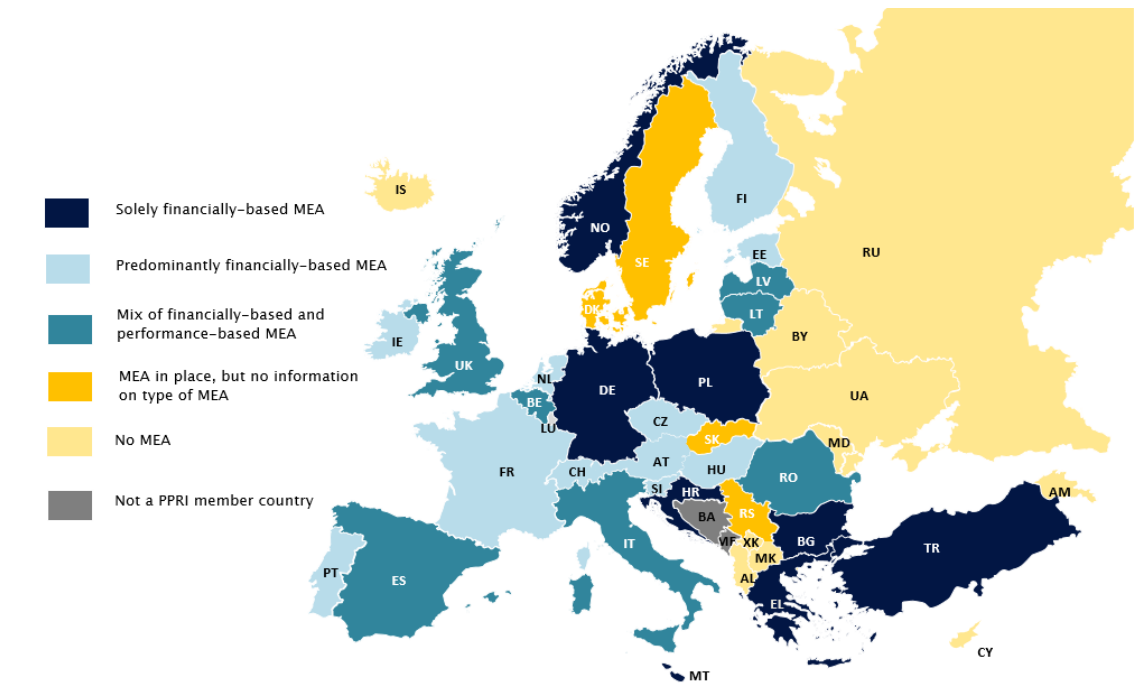 Solely financially-based MEA
Predominantly financially-based MEA
Mix of financially-based and
performance-based MEA
MEA in place, but no information
on type of MEA
No MEA
Not a PPRI member country
IS
NO
SE
FI
RU
EE
LV
DK
LT
IE
UK
BY
NL
DE
PL
BE
UA
LU
CZ
SK
MD
FR
CH
AT
HU
RO
SI
HR
AM
BA
RS
IT
XK
BG
TR
PT
ES
MK
AL
EL
CY
MT